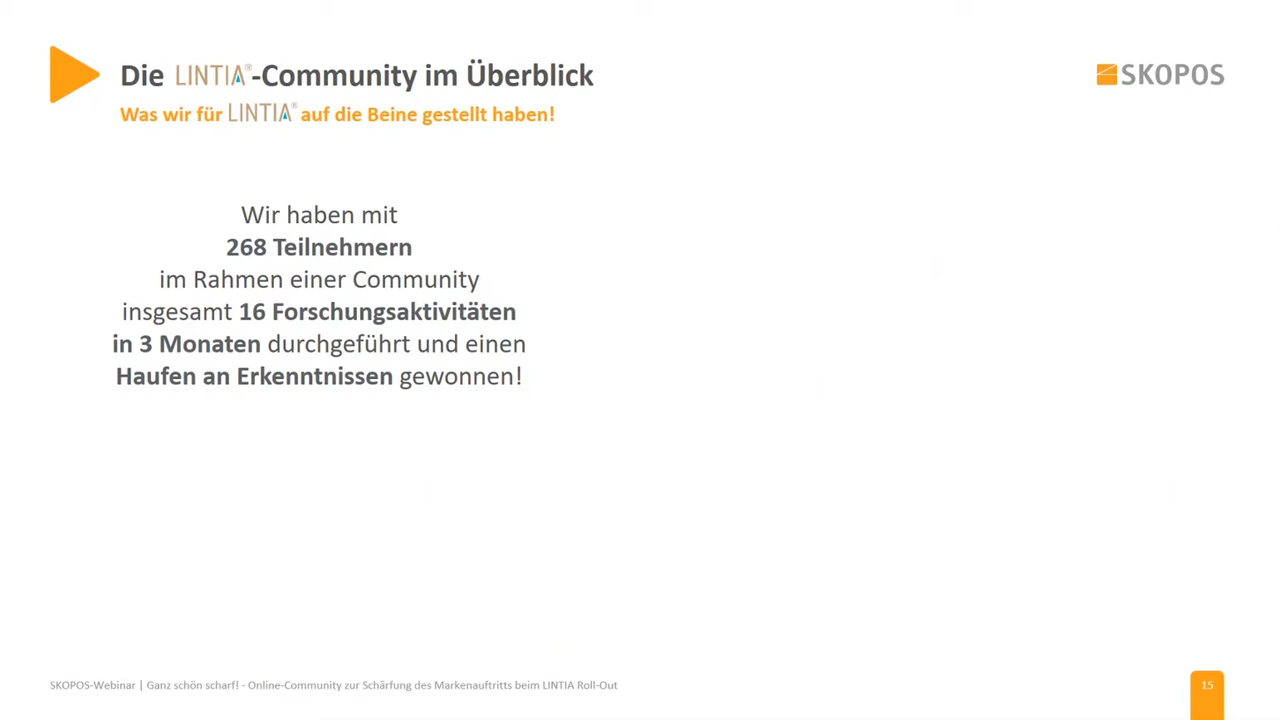 Die LINTIA®-Community im Überblick
SKOPOS
Was wir für LINTIA® auf die Beine gestellt haben!
Wir haben mit
268 Teilnehmern
im Rahmen einer Community
insgesamt 16 Forschungsaktivitäten
in 3 Monaten durchgeführt und einen
Haufen an Erkenntnissen gewonnen!
SKOPOS-Webinar | Ganz schön scharf! - Online-Community zur Schärfung des Markenauftritts beim LINTIA Roll-Out
15